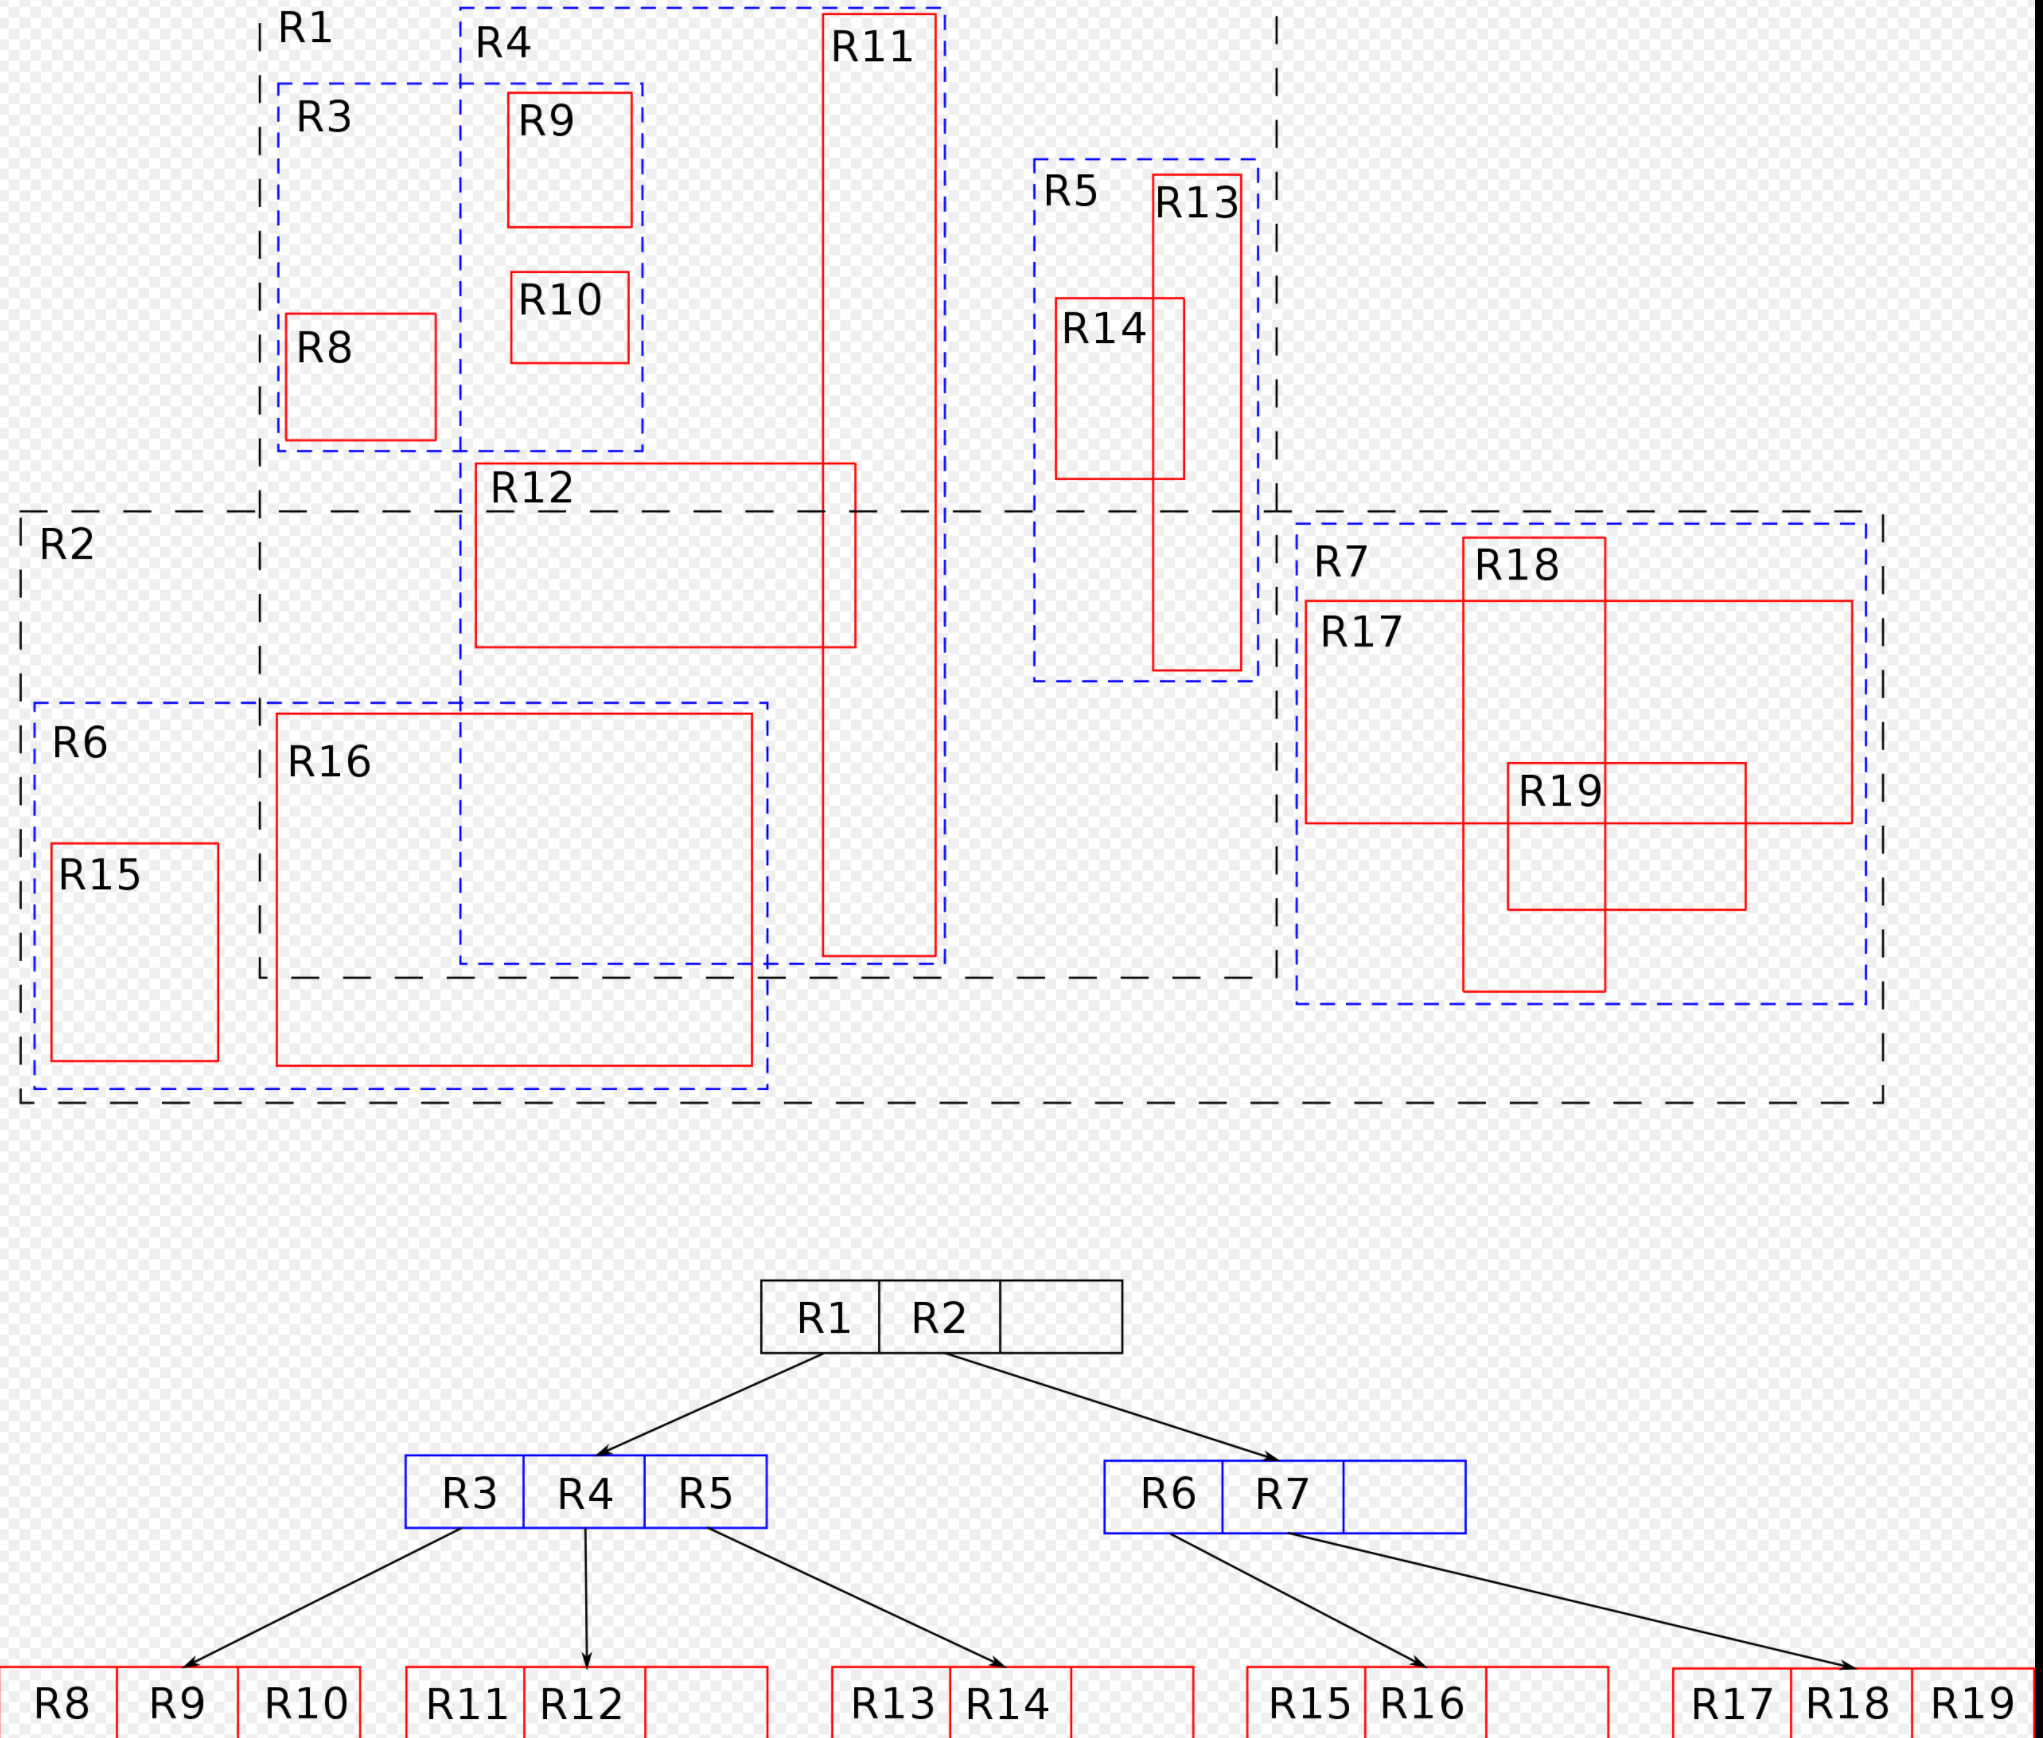 R1
R4
R11
R3
R9
R5
R13
R10
R14
R8
R12
R2
R7
R18
R17
R6
R16
R19
R15
R1 R2
R3 R4 R5
R6 R7
R8 R9 R10
R11 R12
R13 R14
R15 R16
R17 R18 R19